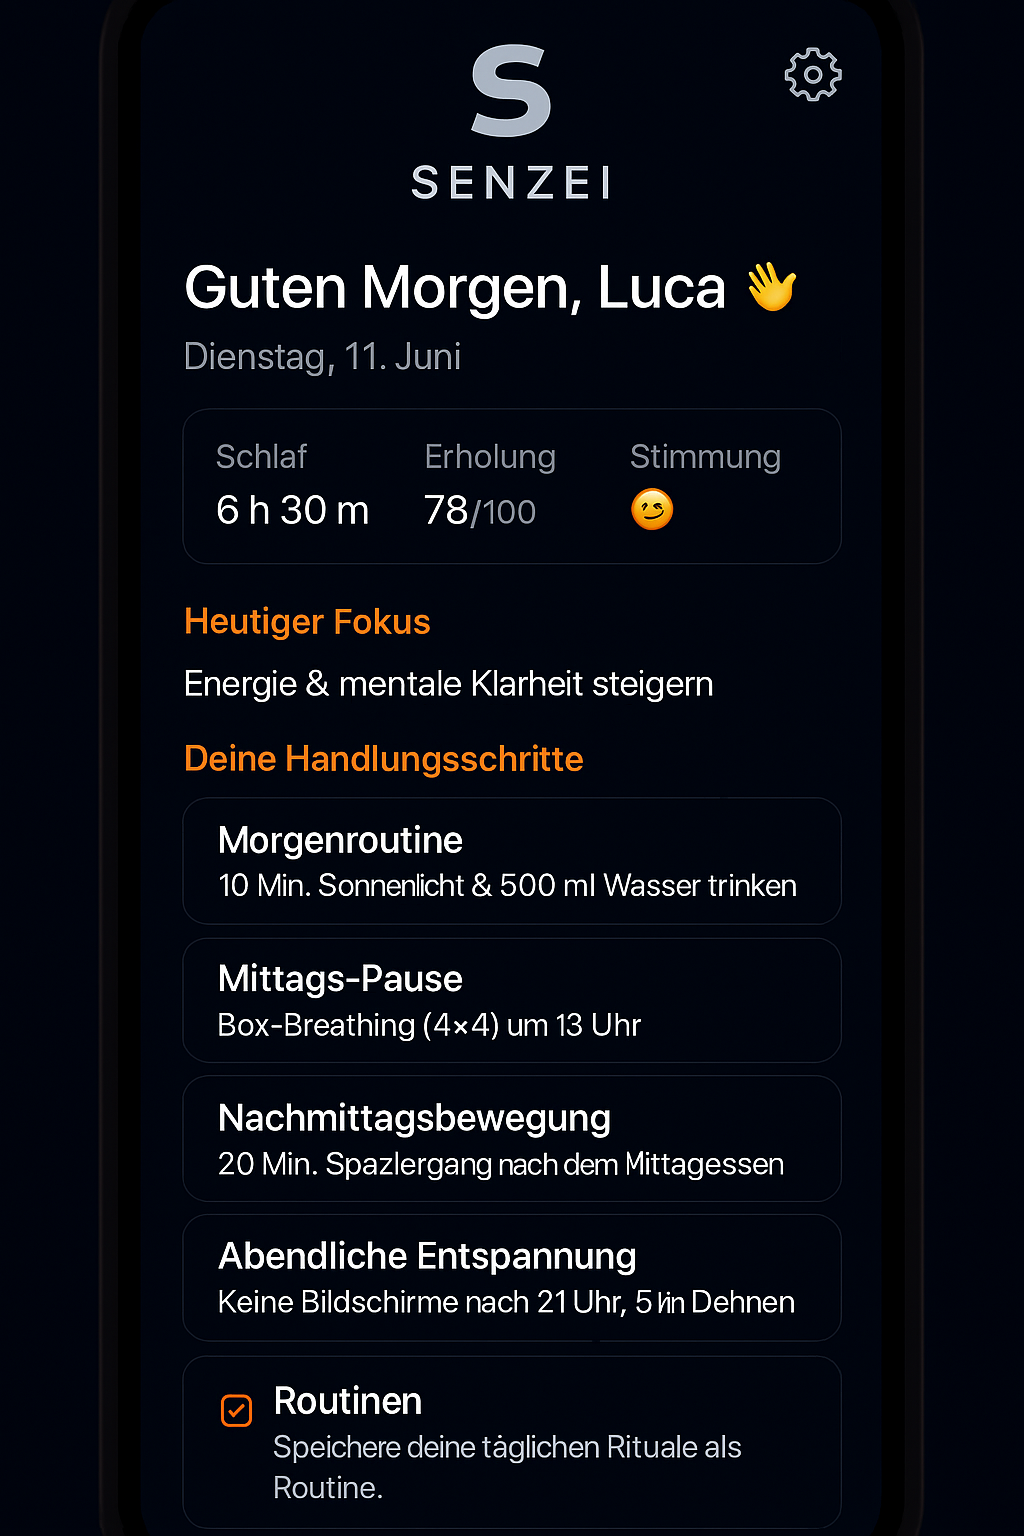 S
SENZEI
Guten Morgen, Luca 👋
Dienstag, 11. Juni
Schlaf Erholung Stimmung
6 h 30 m 78/100 😊
Heutiger Fokus
Energie & mentale Klarheit steigern
Deine Handlungsschritte
Morgenroutine
10 Min. Sonnenlicht & 500 ml Wasser trinken
Mittags-Pause
Box-Breathing (4×4) um 13 Uhr
Nachmittagsbewegung
20 Min. Spazlergang nach dem Mittagessen
Abendliche Entspannung
Keine Bildschirme nach 21 Uhr, 5 Dehnen
Routinen
Speichere deine täglichen Rituale als
Routine.